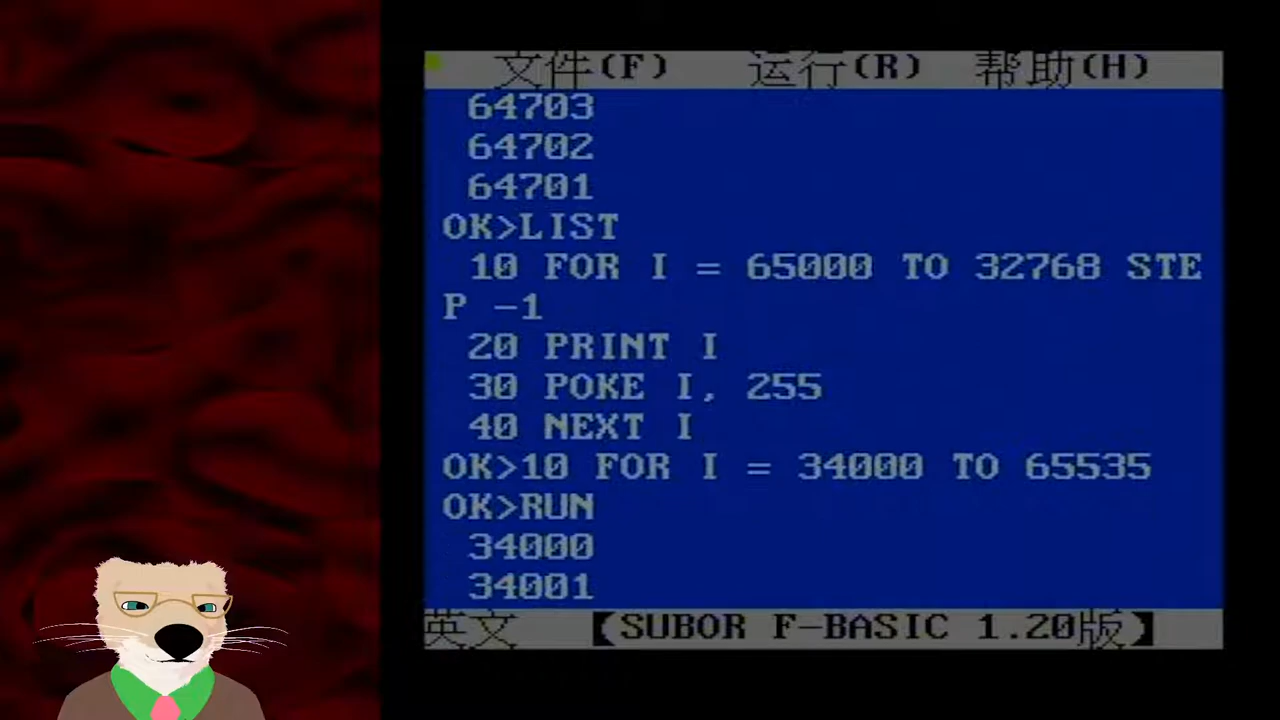 文件(F) 运行(R) 帮助(H)
64703
64702
64701
OK>LIST
10 FOR I = 65000 TO 32768 STE
P -1
20 PRINT I
30 POKE I, 255
40 NEXT I
OK>10 FOR I = 34000 TO 65535
OK>RUN
34000
34001
英文 【SUBOR F-BASIC 1.20版】